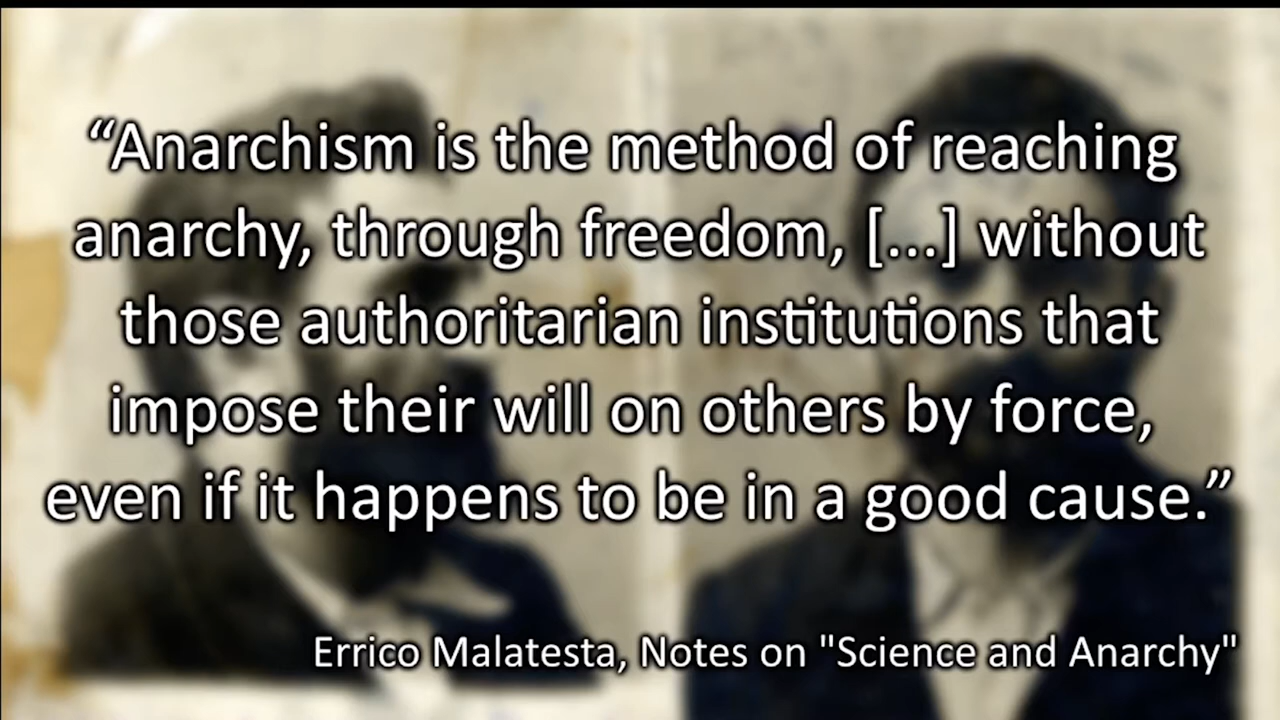 “Anarchism is the method of reaching
anarchy, through freedom, [...] without
those authoritarian institutions that
impose their will on others by force,
even if it happens to be in a good cause.”
Errico Malatesta, Notes on "Science and Anarchy"